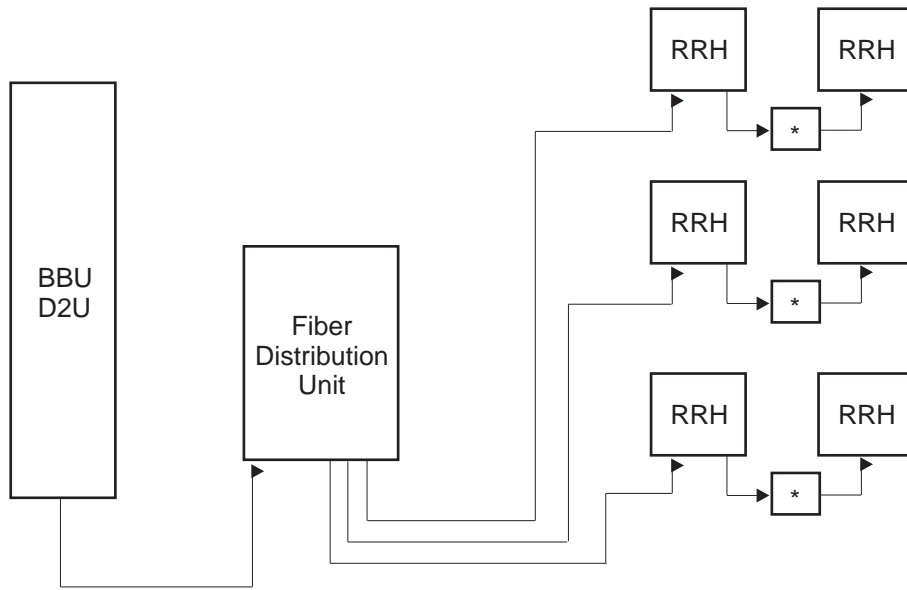 RRH
RRH
*
RRH
RRH
*
BBU
D2U
Fiber
Distribution
Unit
RRH
RRH
*